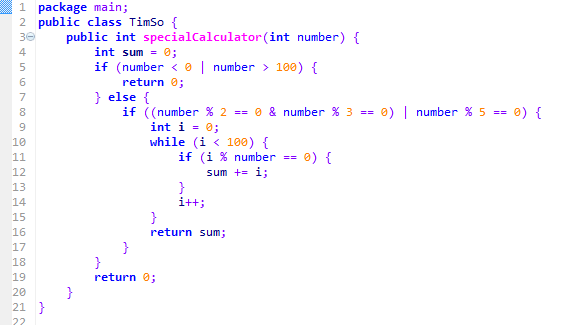 1 package main;
2 public class TimSo {
3 public int specialCalculator(int number) {
4 int sum = 0;
5 if (number < 0 | number > 100) {
6 return 0;
7 } else {
8 if ((number % 2 == 0 & number % 3 == 0) | number % 5 == 0) {
9 int i = 0;
10 while (i < 100) {
11 if (i % number == 0) {
12 sum += i;
13 }
14 i++;
15 }
16 return sum;
17 }
18 }
19 return 0;
20 }
21 }
22